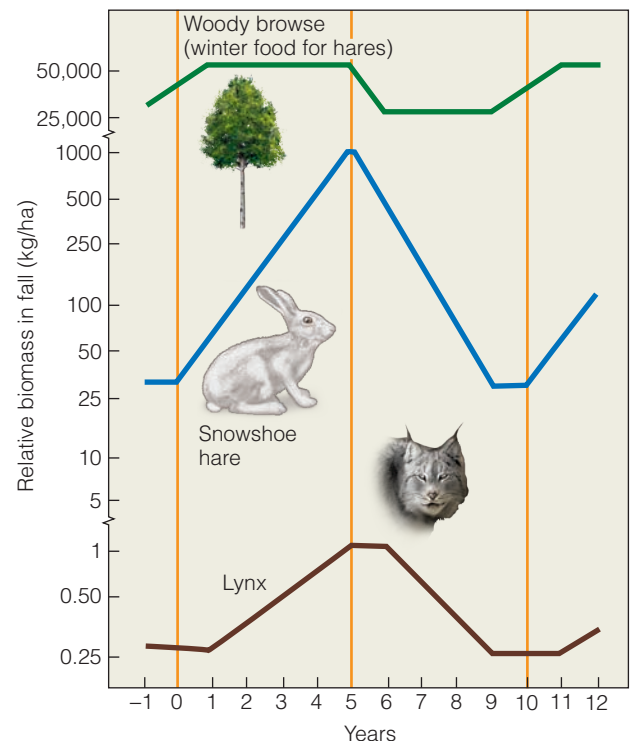 Woody browse
(winter food for hares)
50,000
25,000
1000
500
250
100
50
25
10
5
1
0.50
0.25
Relative biomass in fall (kg/ha)
Snowshoe
hare
Lynx
–1 0 1 2 3 4 5 6 7 8 9 10 11 12
Years